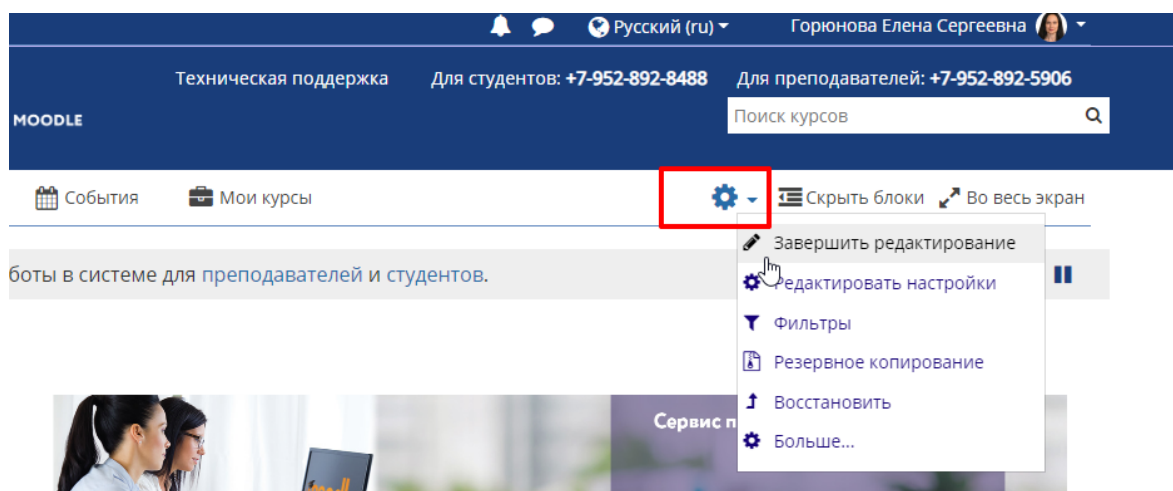 Русский (ru) Горюнова Елена Сергеевна
Техническая поддержка Для студентов: +7-952-892-8488 Для преподавателей: +7-952-892-5906
MOODLE
Поиск курсов
События Мои курсы Скрыть блоки Во весь экран
Завершить редактирование
боты в системе для преподавателей и студентов.
Редактировать настройки
Фильтры
Резервное копирование
Восстановить
Сервис п
Больше...